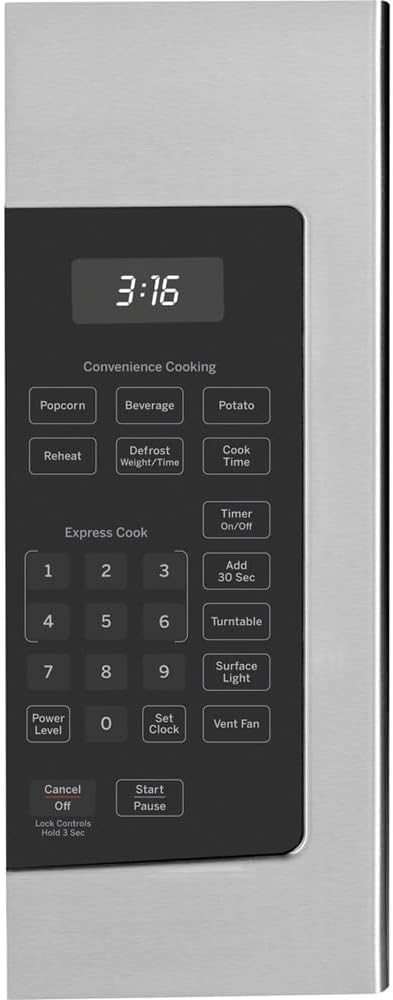 3:16
Convenience Cooking
Popcorn
Beverage
Potato
Reheat
Defrost
Weight/Time
Cook
Time
Timer
On/Off
Express Cook
1
2
3
Add
30 Sec
4
5
6
Turntable
7
8
9
Surface
Light
Power
Level
0
Set
Clock
Vent Fan
Cancel
Off
Start
Pause
Lock Controls
Hold 3 Sec